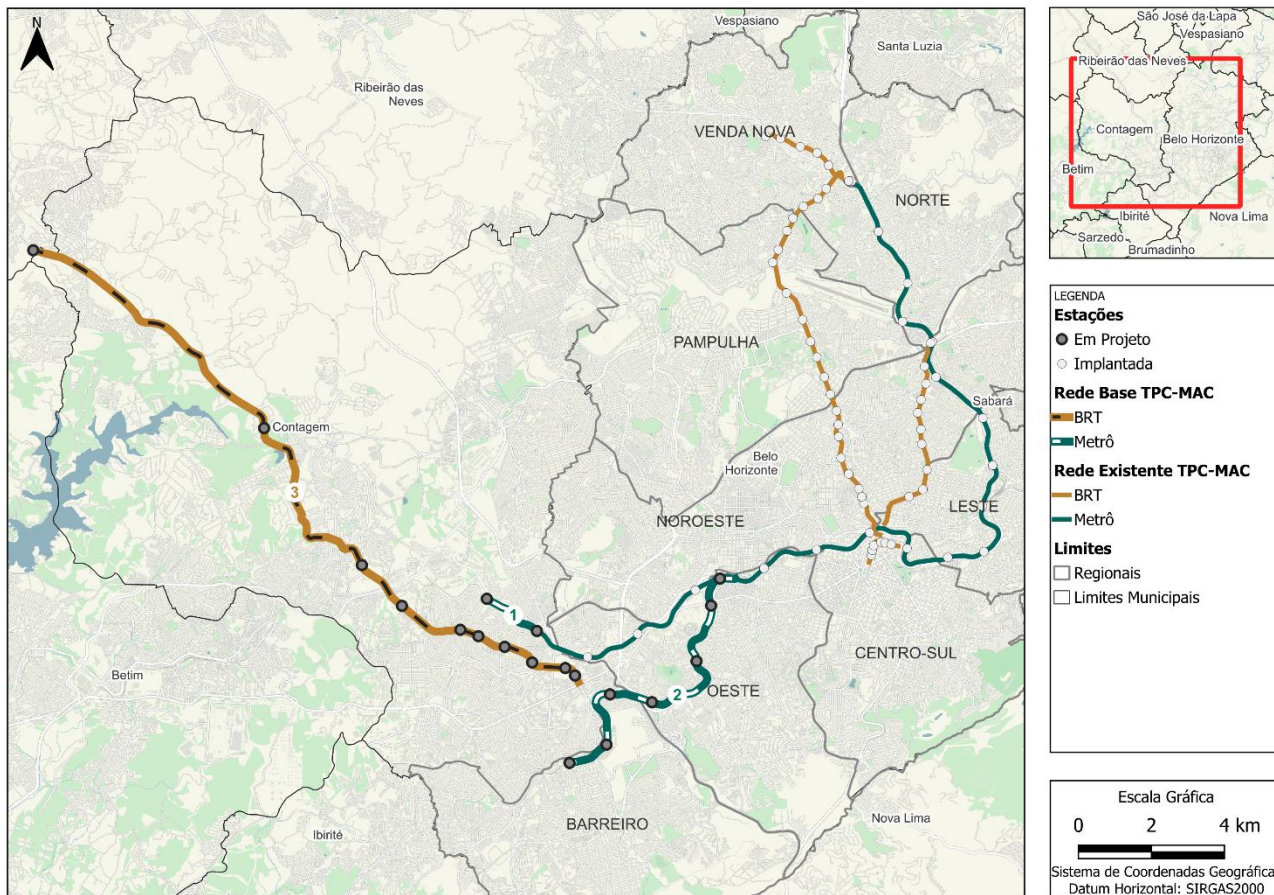 N
Vespasiano
Santa Luzia
Ribeirão das
Neves
VENDA NOVA
NORTE
PAMPULHA
Sabará
Contagem
3
Belo
Horizonte
NOROESTE
LESTE
1
CENTRO-SUL
Betim
2
OESTE
BARREIRO
Nova Lima
Ibirité
São José da Lapa
Vespasiano
Ribeirão das Neves
Contagem
Belo Horizonte
Betim
Ibirité
Nova Lima
Sarzedo
Brumadinho
LEGENDA
Estações
Em Projeto
Implantada
Rede Base TPC-MAC
BRT
Metrô
Rede Existente TPC-MAC
BRT
Metrô
Limites
Regionais
Limites Municipais
Escala Gráfica
0 2 4 km
Sistema de Coordenadas Geográfica
Datum Horizontal: SIRGAS2000